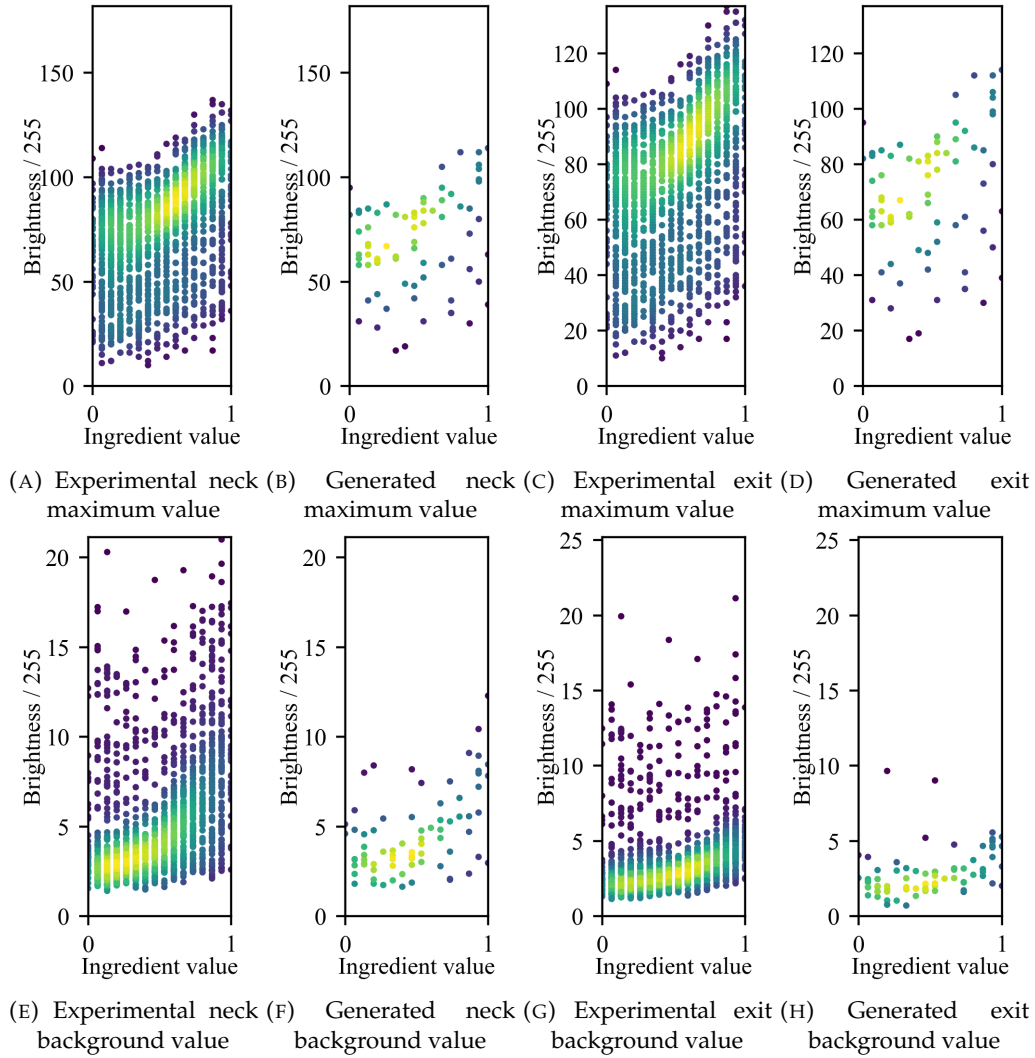 150
100
50
0
Brightness / 255
0 1
Ingredient value
150
100
50
0
Brightness / 255
0 1
Ingredient value
120
100
80
60
40
20
0
Brightness / 255
0 1
Ingredient value
120
100
80
60
40
20
0
Brightness / 255
0 1
Ingredient value
(A) Experimental neck
maximum value
(B) Generated neck
maximum value
(C) Experimental exit
maximum value
(D) Generated exit
maximum value
20
15
10
5
0
Brightness / 255
0 1
Ingredient value
20
15
10
5
0
Brightness / 255
0 1
Ingredient value
25
20
15
10
5
0
Brightness / 255
0 1
Ingredient value
25
20
15
10
5
0
Brightness / 255
0 1
Ingredient value
(E) Experimental neck
background value
(F) Generated neck
background value
(G) Experimental exit
background value
(H) Generated exit
background value